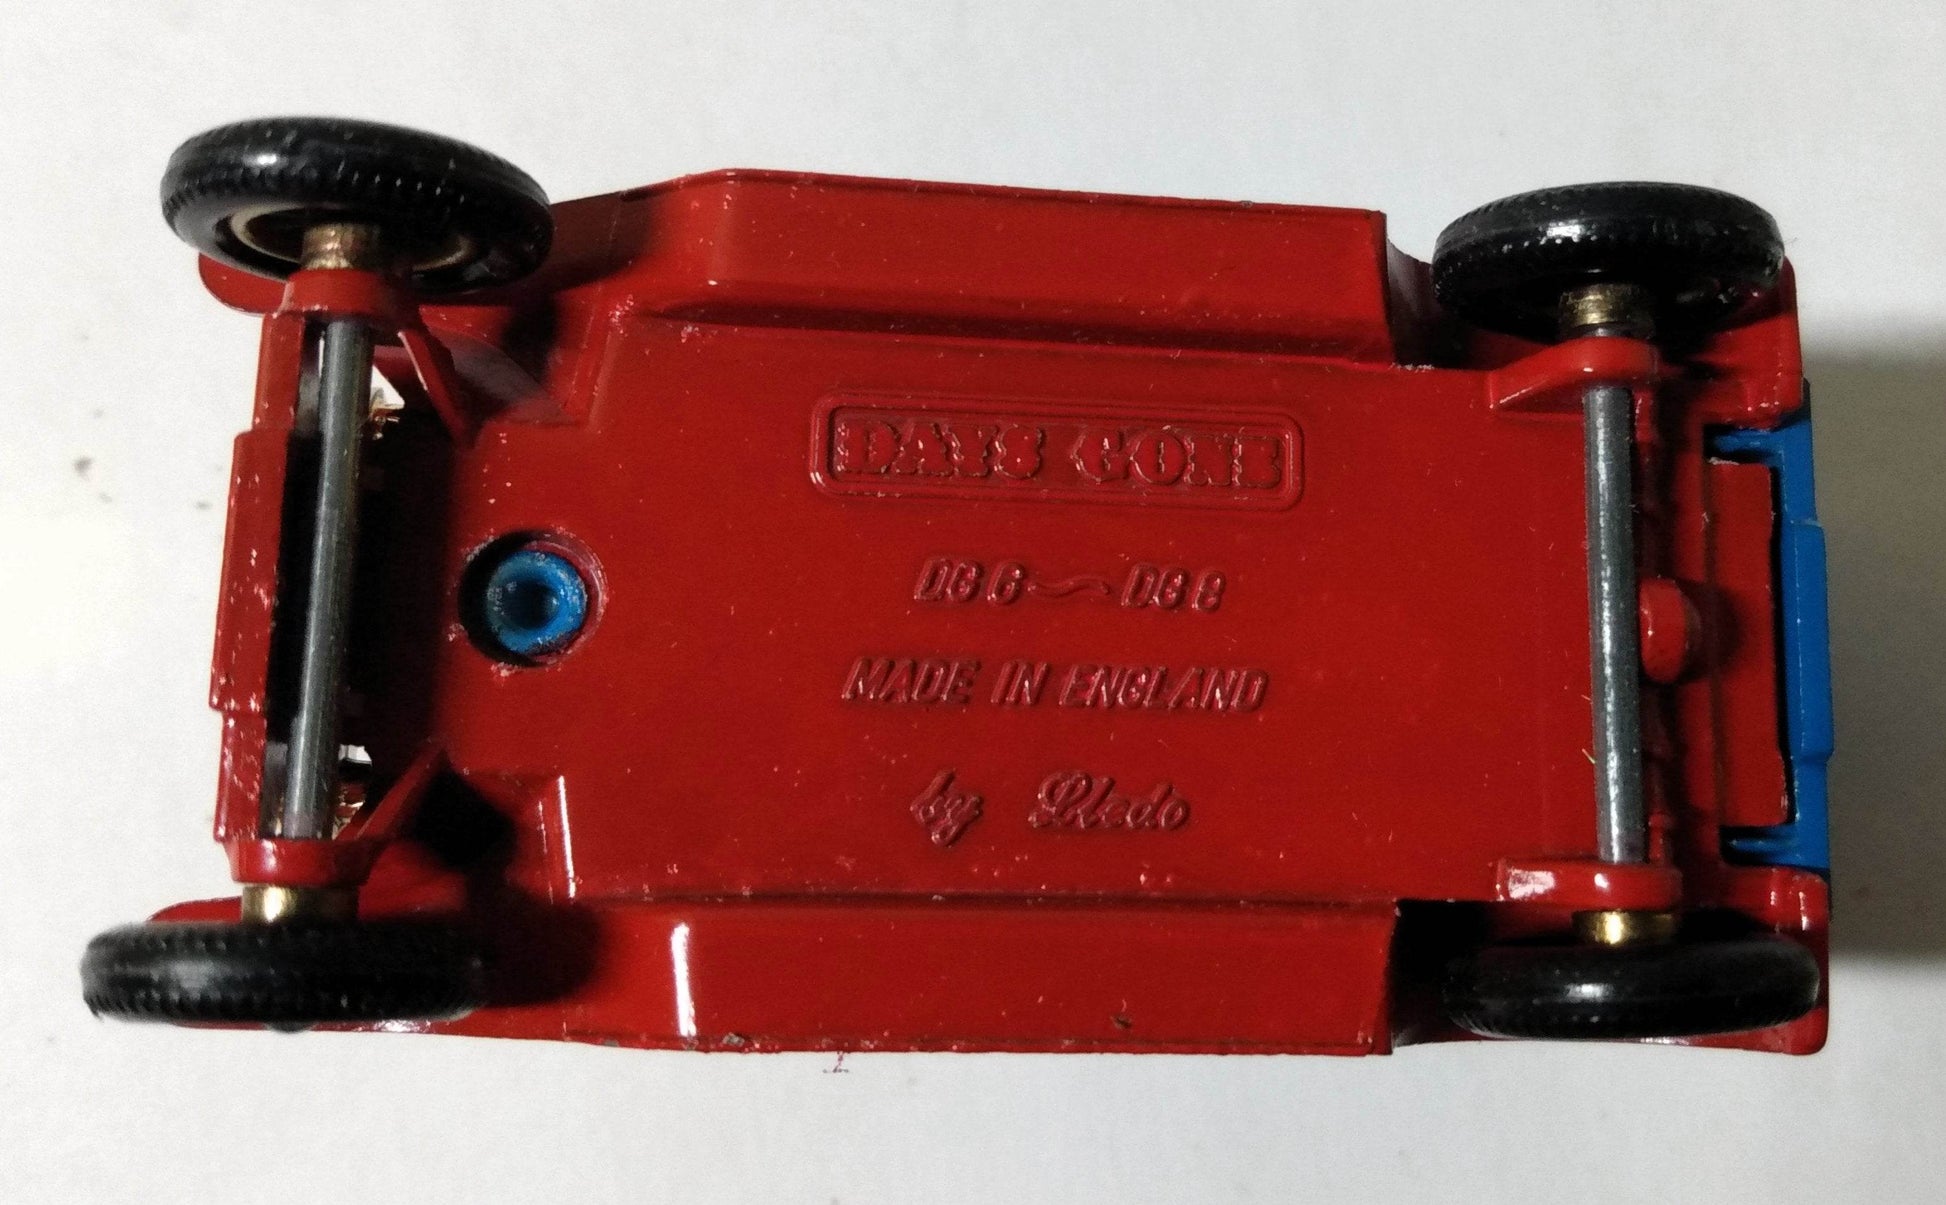 DAYS GONE
DG 6~DG 8
MADE IN ENGLAND
by Lledo